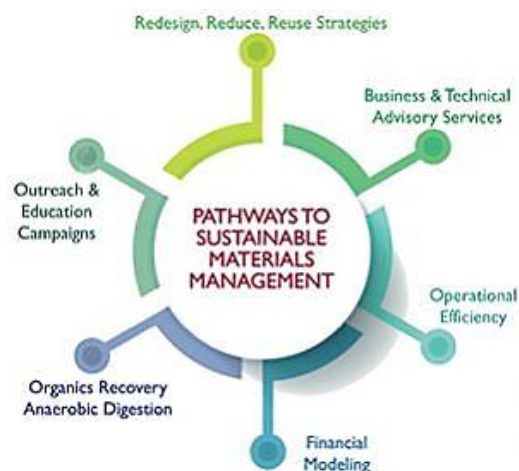 Redesign, Reduce, Reuse Strategies
Business & Technical
Advisory Services
Outreach &
Education
Campaigns
PATHWAYS TO
SUSTAINABLE
MATERIALS
MANAGEMENT
Operational
Efficiency
Organics Recovery
Anaerobic Digestion
Financial
Modeling